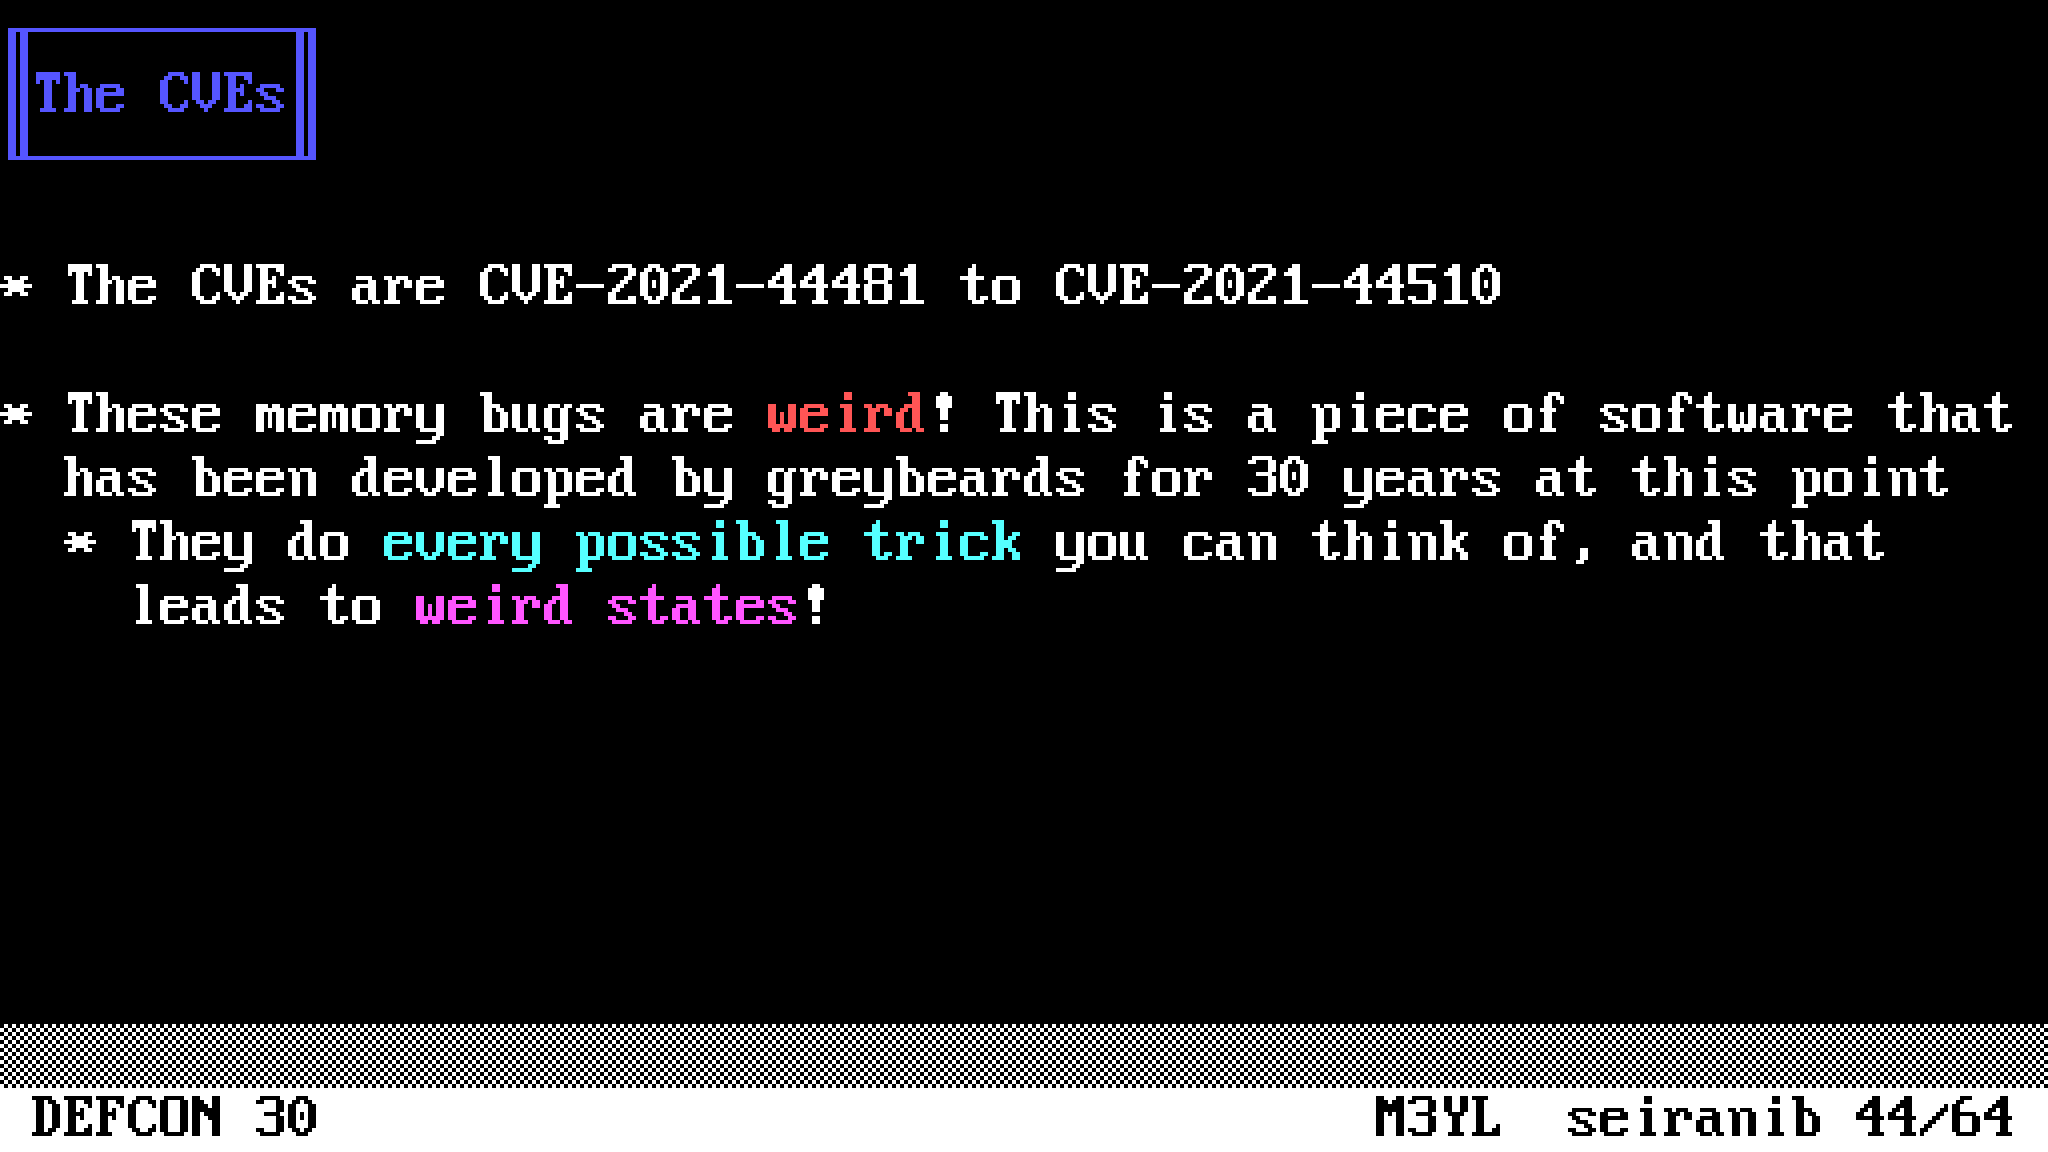 The CVEs
* The CVEs are CVE-2021-44481 to CVE-2021-44510
* These memory bugs are weird! This is a piece of software that
has been developed by greybeards for 30 years at this point
* They do every possible trick you can think of, and that
leads to weird states!
DEFCON 30 M3YL seiranib 44/64